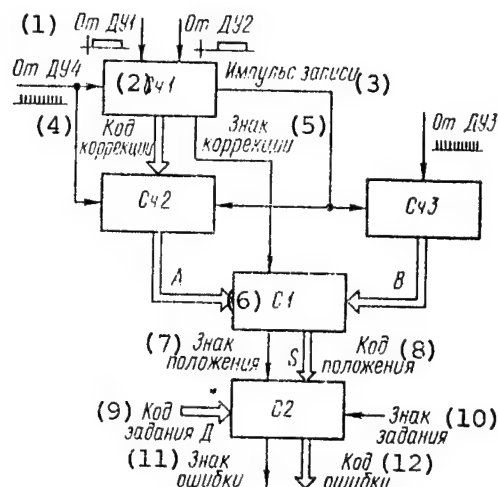 (1) От ДУ1
От ДУ2
От ДУ4
(2) Сч1
Импульс записи (3)
(4)
Код
коррекции
Знак
коррекции
(5)
От ДУ3
Сч2
Сч3
A
B
(6) С1
(7) Знак
положения
S
Код (8)
положения
(9) Код
задания Д
С2
Знак (10)
задания
(11) Знак
ошибки
Код (12)
ошибки